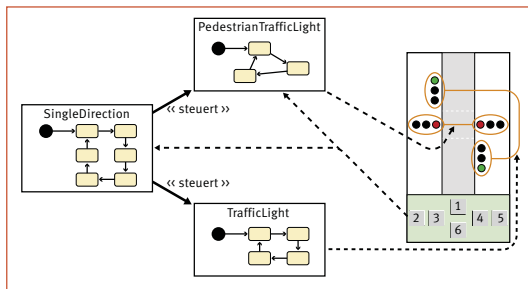 PedestrianTrafficLight
SingleDirection
‹‹ steuert ››
‹‹ steuert ››
TrafficLight
1
2 3 4 5
6